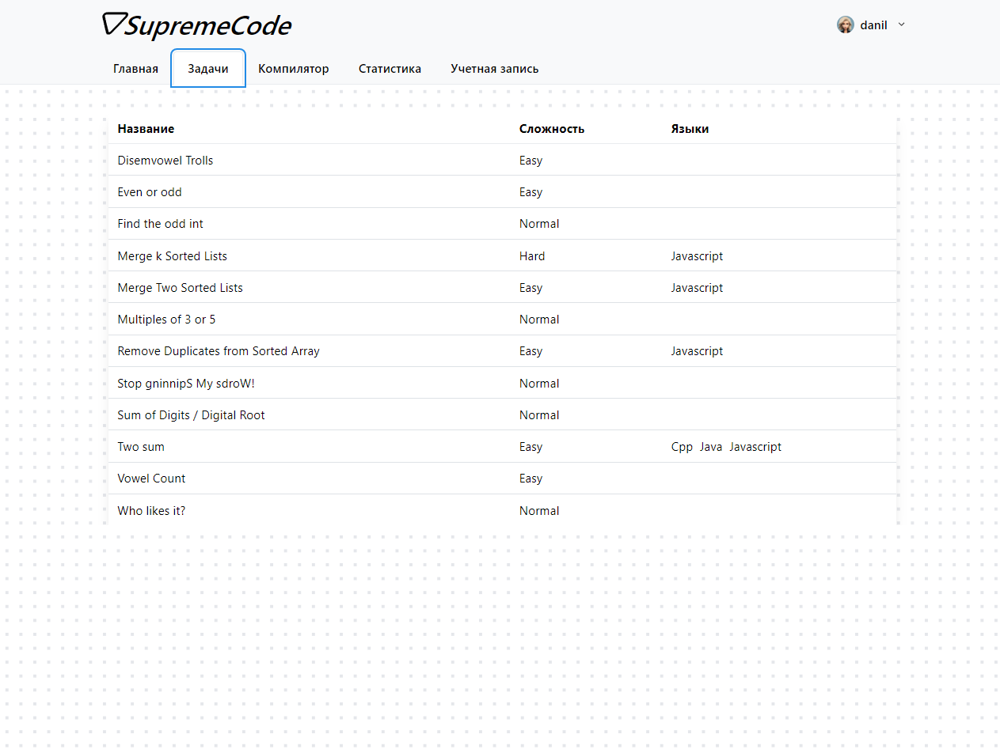 SupremeCode
danil
Главная Задачи Компилятор Статистика Учетная запись
Название Сложность Языки
Disemvowel Trolls Easy
Even or odd Easy
Find the odd int Normal
Merge k Sorted Lists Hard Javascript
Merge Two Sorted Lists Easy Javascript
Multiples of 3 or 5 Normal
Remove Duplicates from Sorted Array Easy Javascript
Stop gninnipS My sdroW! Normal
Sum of Digits / Digital Root Normal
Two sum Easy Cpp Java Javascript
Vowel Count Easy
Who likes it? Normal